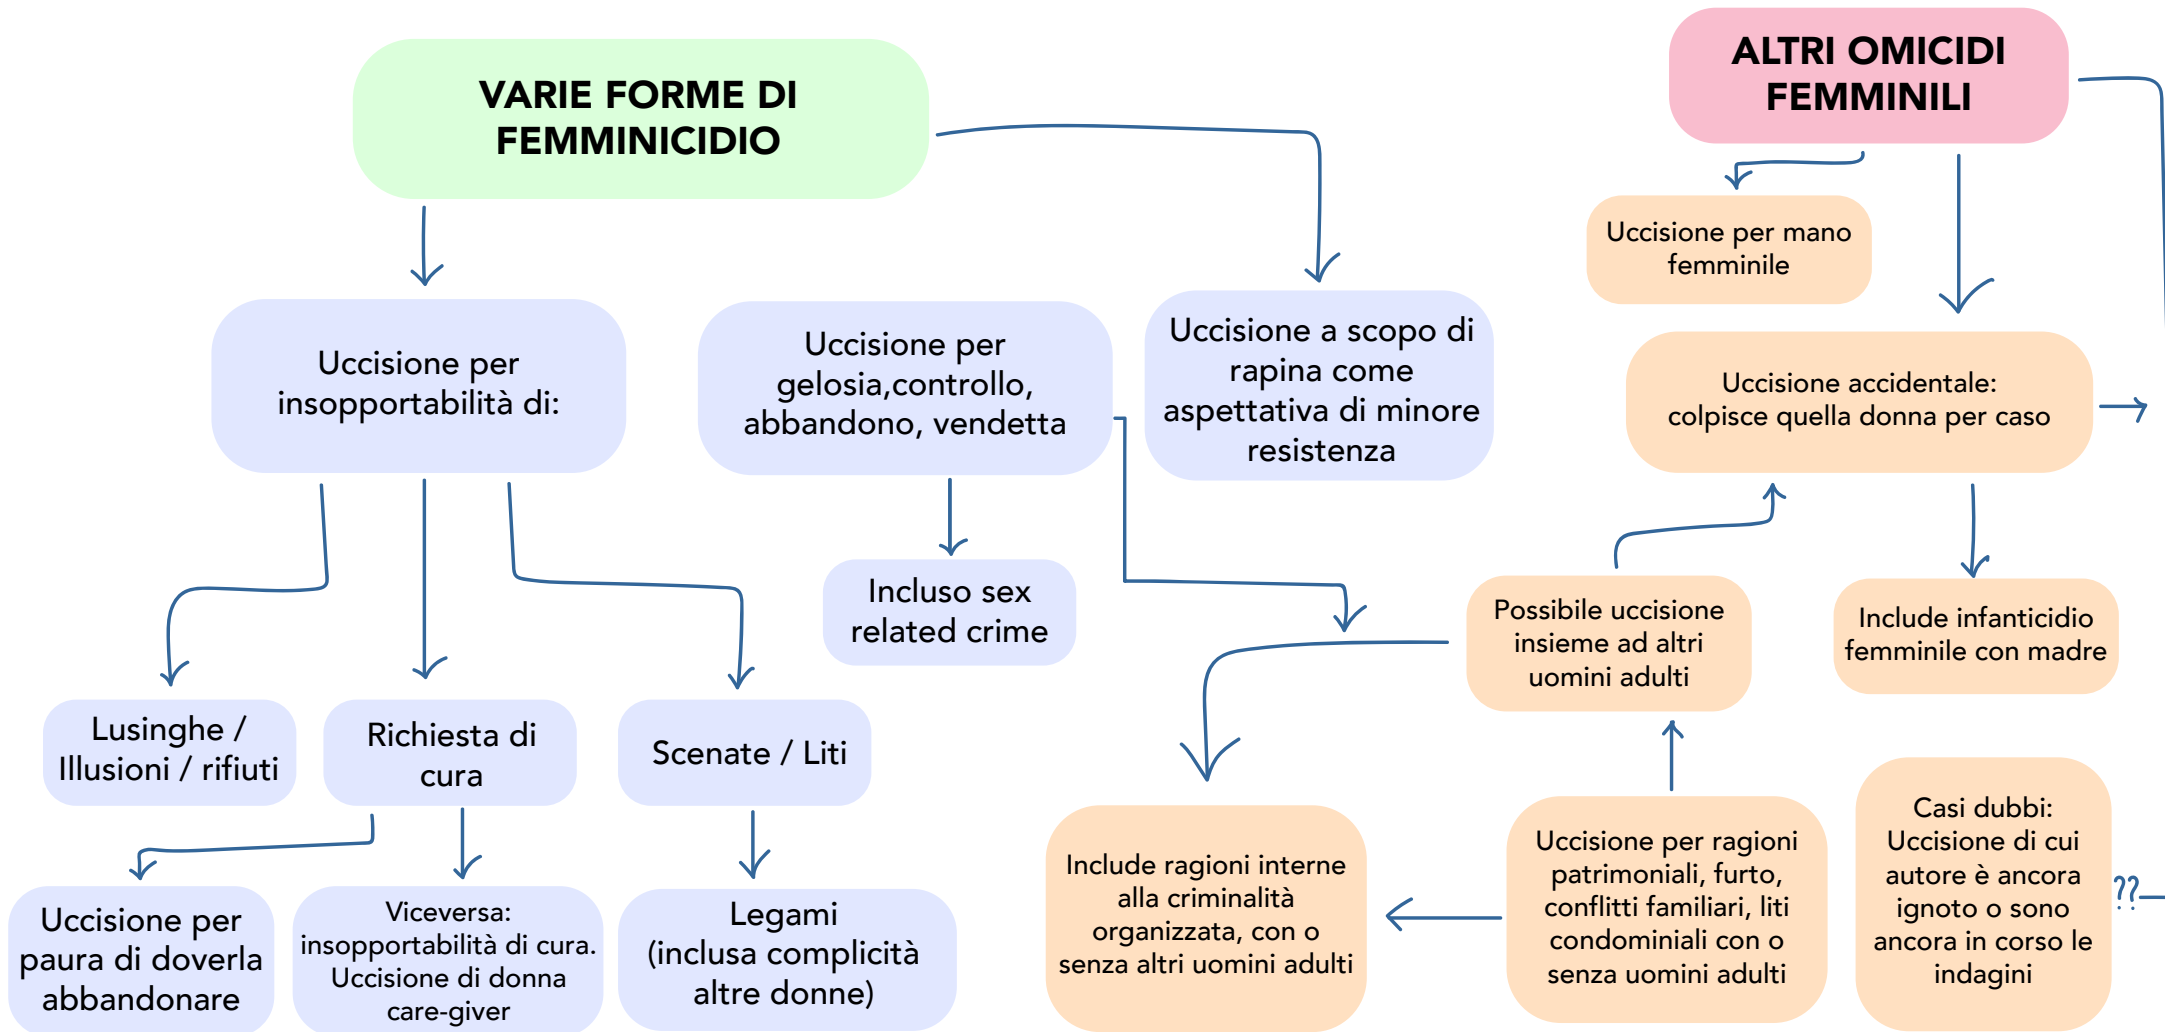 VARIE FORME DI
FEMMINICIDIO
ALTRI OMICIDI
FEMMINILI
Uccisione per mano
femminile
Uccisione per
insopportabilità di:
Uccisione per
gelosia,controllo,
abbandono, vendetta
Uccisione a scopo di
rapina come
aspettativa di minore
resistenza
Uccisione accidentale:
colpisce quella donna per caso
Incluso sex
related crime
Possibile uccisione
insieme ad altri
uomini adulti
Include infanticidio
femminile con madre
Lusinghe /
Illusioni / rifiuti
Richiesta di
cura
Scenate / Liti
Uccisione per
paura di doverla
abbandonare
Viceversa:
insopportabilità di cura.
Uccisione di donna
care-giver
Legami
(inclusa complicità
altre donne)
Include ragioni interne
alla criminalità
organizzata, con o
senza altri uomini adulti
Uccisione per ragioni
patrimoniali, furto,
conflitti familiari, liti
condominiali con o
senza uomini adulti
Casi dubbi:
Uccisione di cui
autore è ancora
ignoto o sono
ancora in corso le
indagini
??